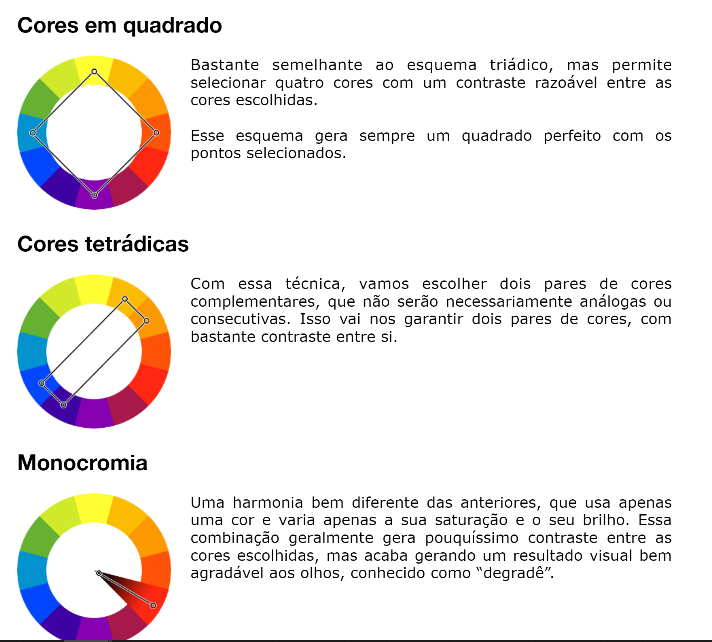 Cores em quadrado
Bastante semelhante ao esquema triádico, mas permite
selecionar quatro cores com um contraste razoável entre as
cores escolhidas.
Esse esquema gera sempre um quadrado perfeito com os
pontos selecionados.
Cores tetrádicas
Com essa técnica, vamos escolher dois pares de cores
complementares, que não serão necessariamente análogas ou
consecutivas. Isso vai nos garantir dois pares de cores, com
bastante contraste entre si.
Monocromia
Uma harmonia bem diferente das anteriores, que usa apenas
uma cor e varia apenas a sua saturação e o seu brilho. Essa
combinação geralmente gera pouquíssimo contraste entre as
cores escolhidas, mas acaba gerando um resultado visual bem
agradável aos olhos, conhecido como “degradê”.